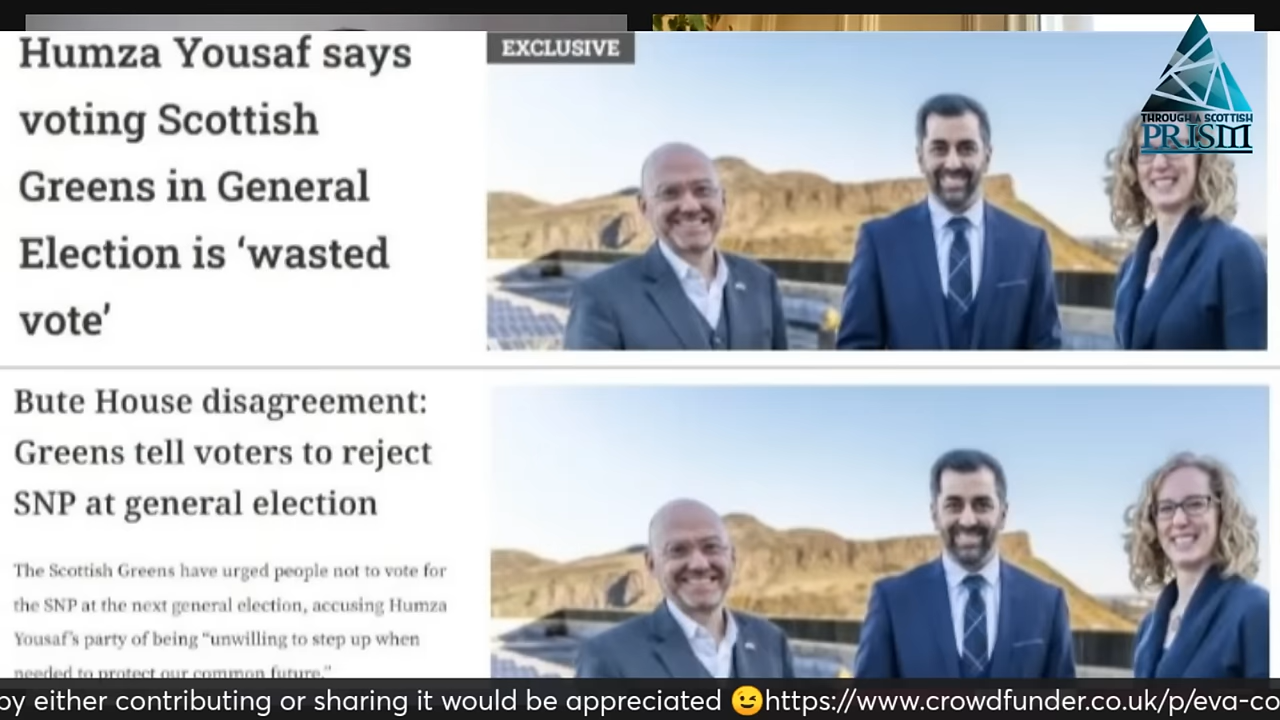 Humza Yousaf says
voting Scottish
Greens in General
Election is ‘wasted
vote’
EXCLUSIVE
THROUGH A SCOTTISH
PRISM
Bute House disagreement:
Greens tell voters to reject
SNP at general election
The Scottish Greens have urged people not to vote for
the SNP at the next general election, accusing Humza
Yousaf’s party of being “unwilling to step up when
needed to protect our common future.”
by either contributing or sharing it would be appreciated 😉https://www.crowdfunder.co.uk/p/eva-co